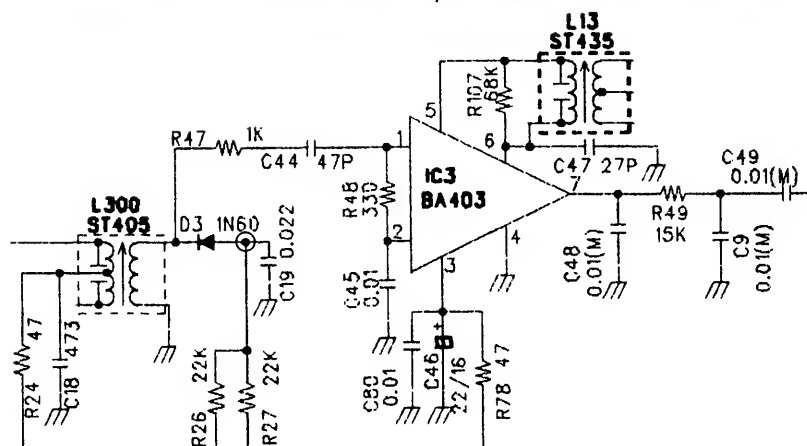 L13
ST435
R107
68K
5
6
R47
1K
C44
47P
1
IC3
BA403
C47
27P
7
C49
0.01(M)
R48
330
L300
ST405
D3
1N60
C19
0.022
2
C45
0.01
3
4
R49
15K
C48
0.01(M)
C9
0.01(M)
47
R24
473
C18
22K
R26
22K
R27
C80
0.01
+
C46
22/16
47
R78